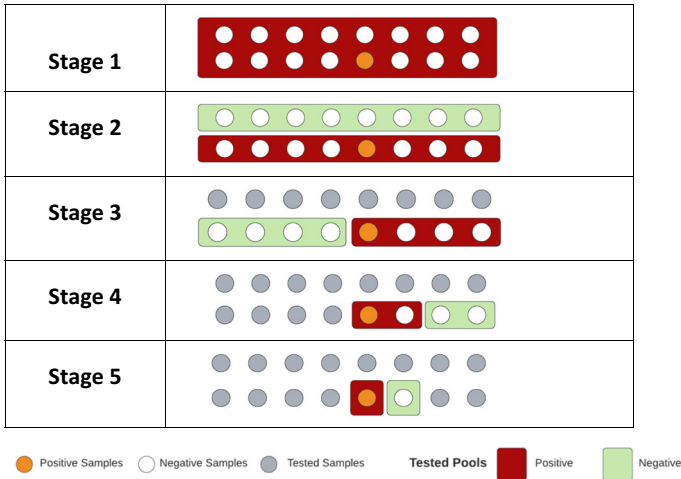 Stage 1
Stage 2
Stage 3
Stage 4
Stage 5
Positive Samples Negative Samples Tested Samples Tested Pools Positive Negative